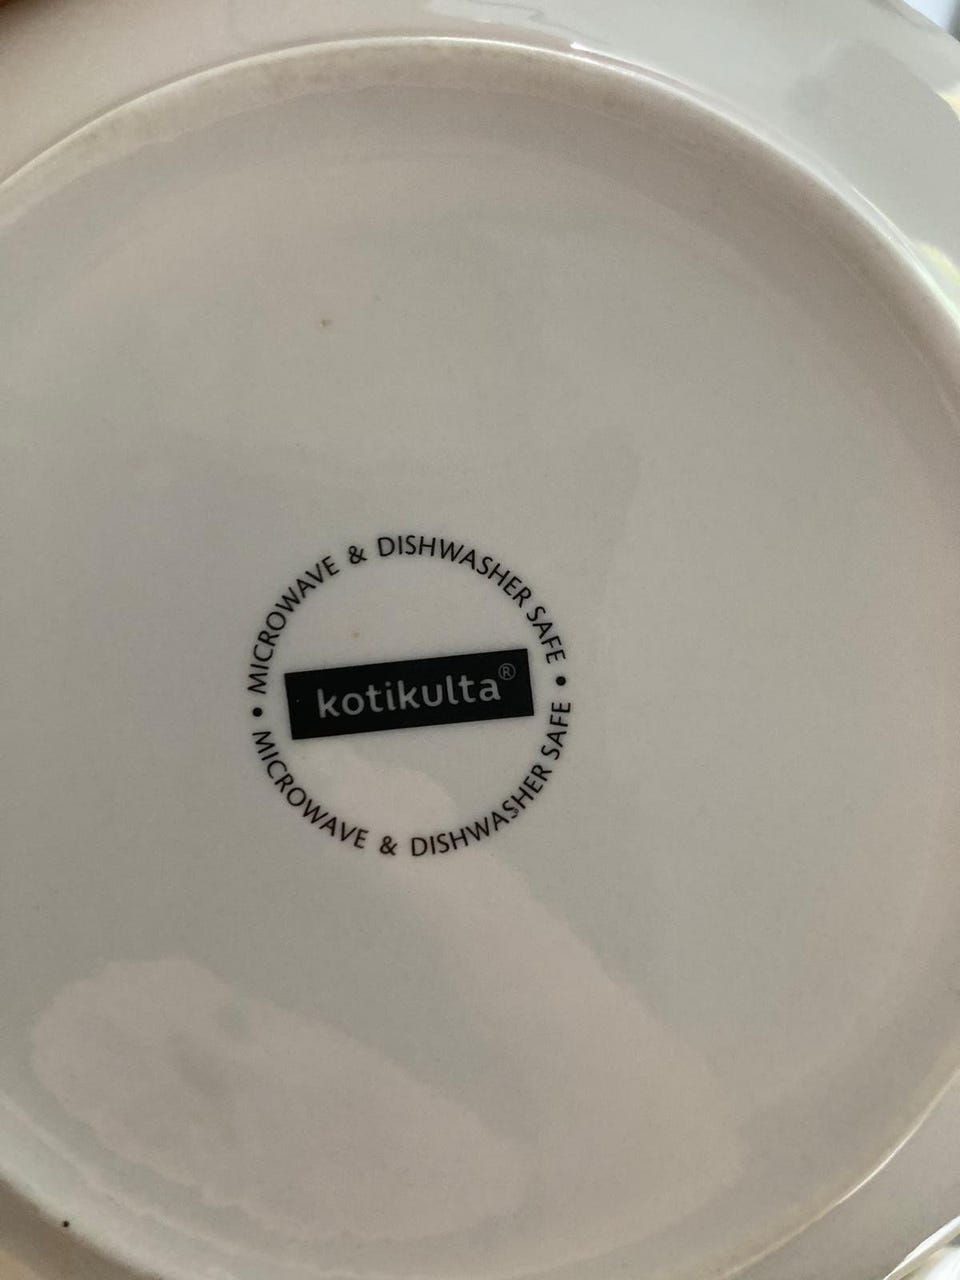 • MICROWAVE & DISHWASHER SAFE •
kotikulta®
MICROWAVE & DISHWASHER SAFE